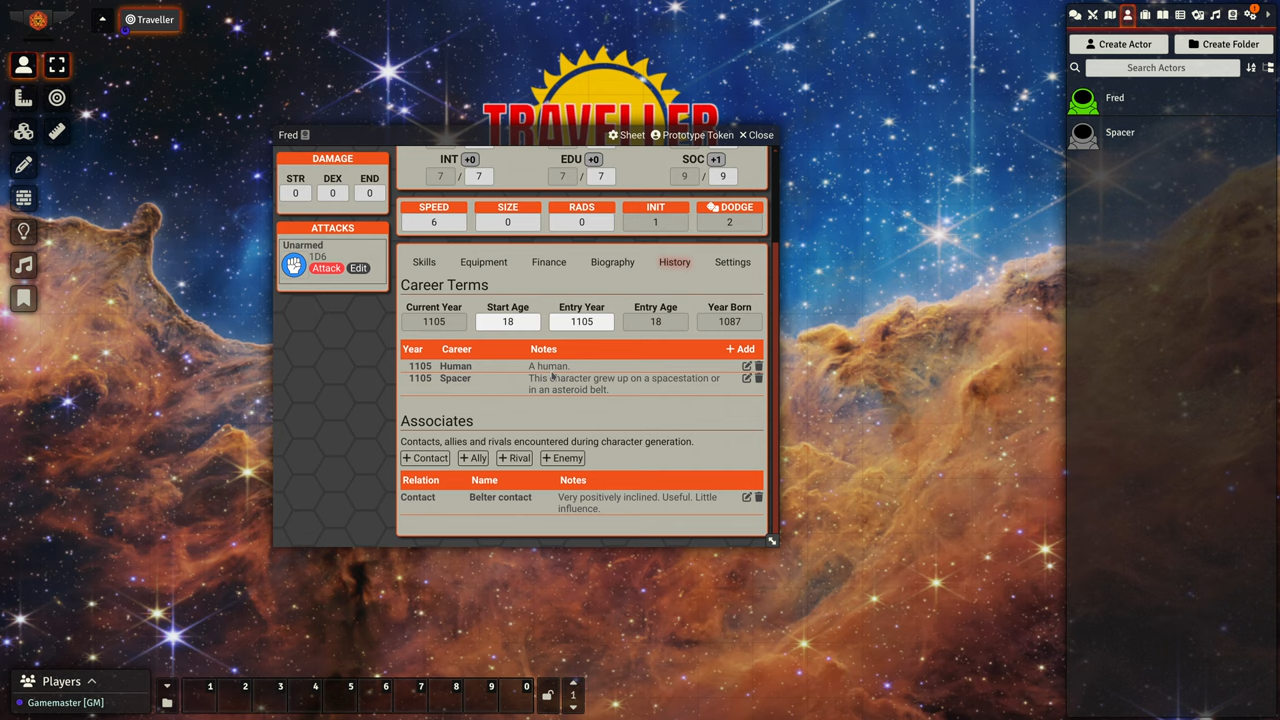 Traveller
TRAVELLER
Create Actor
Create Folder
Search Actors
Fred
Spacer
Fred
Sheet
Prototype Token
Close
DAMAGE
STR DEX END
0 0 0
ATTACKS
Unarmed
1D6
Attack Edit
INT +0 EDU +0 SOC +1
7 / 7 7 / 7 9 / 9
SPEED SIZE RADS INIT DODGE
6 0 0 1 2
Skills Equipment Finance Biography History Settings
Career Terms
Current Year Start Age Entry Year Entry Age Year Born
1105 18 1105 18 1087
Year Career Notes + Add
1105 Human A human.
1105 Spacer This character grew up on a spacestation or
in an asteroid belt.
Associates
Contacts, allies and rivals encountered during character generation.
+ Contact + Ally + Rival + Enemy
Relation Name Notes
Contact Belter contact Very positively inclined. Useful. Little
influence.
Players
Gamemaster [GM]
1 2 3 4 5 6 7 8 9 0
1